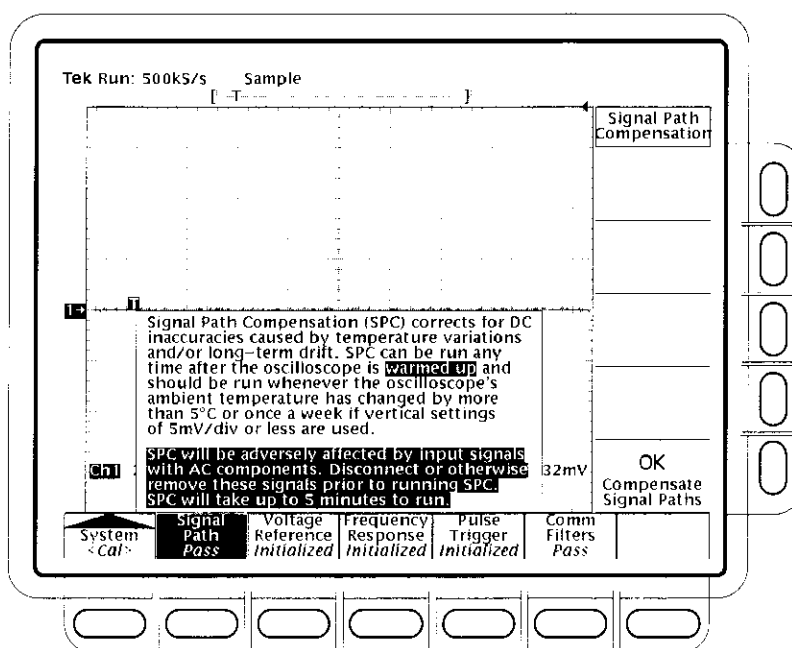 Tek Run: 500kS/s Sample
[ T ]
Signal Path
Compensation
1→
T
Signal Path Compensation (SPC) corrects for DC
inaccuracies caused by temperature variations
and/or long-term drift. SPC can be run any
time after the oscilloscope is warmed up and
should be run whenever the oscilloscope's
ambient temperature has changed by more
than 5°C or once a week if vertical settings
of 5mV/div or less are used.
SPC will be adversely affected by input signals
with AC components. Disconnect or otherwise
remove these signals prior to running SPC.
SPC will take up to 5 minutes to run.
Ch1 32mV
OK
Compensate
Signal Paths
System
<Cal>
Signal
Path
Pass
Voltage
Reference
Initialized
Frequency
Response
Initialized
Pulse
Trigger
Initialized
Comm
Filters
Pass